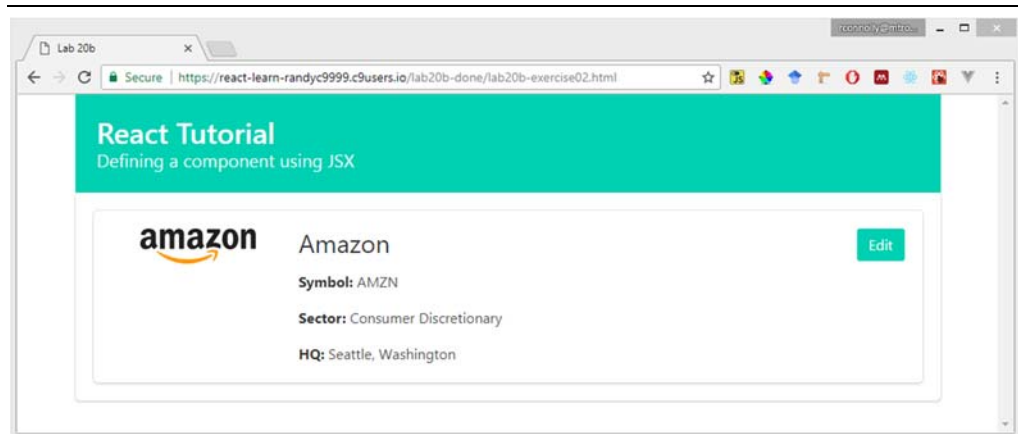 Lab 20b
Secure | https://react-learn-randyc9999.c9users.io/lab20b-done/lab20b-exercise02.html
React Tutorial
Defining a component using JSX
amazon
Amazon
Edit
Symbol: AMZN
Sector: Consumer Discretionary
HQ: Seattle, Washington